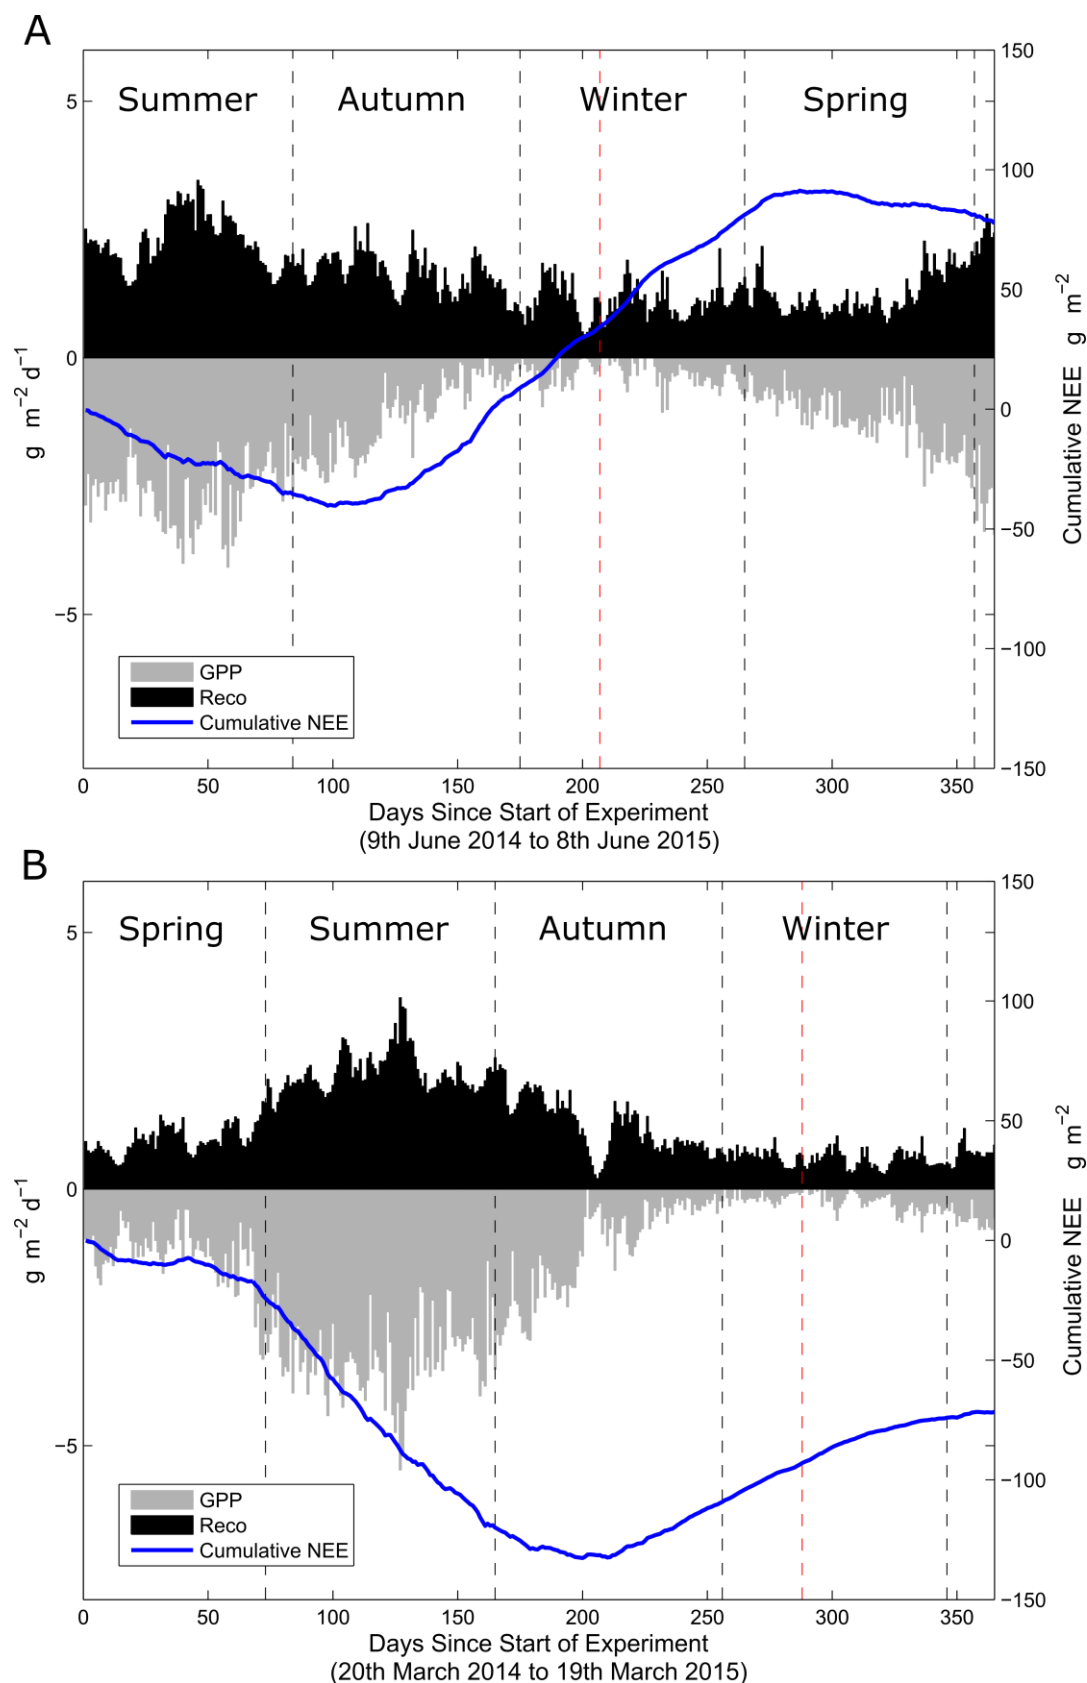 A
Summer Autumn Winter Spring
5
0
−5
g m−2 d−1
150
100
50
0
−50
−100
−150
Cumulative NEE g m−2
GPP
Reco
Cumulative NEE
0 50 100 150 200 250 300 350
Days Since Start of Experiment
(9th June 2014 to 8th June 2015)
B
Spring Summer Autumn Winter
5
0
−5
g m−2 d−1
150
100
50
0
−50
−100
−150
Cumulative NEE g m−2
GPP
Reco
Cumulative NEE
0 50 100 150 200 250 300 350
Days Since Start of Experiment
(20th March 2014 to 19th March 2015)